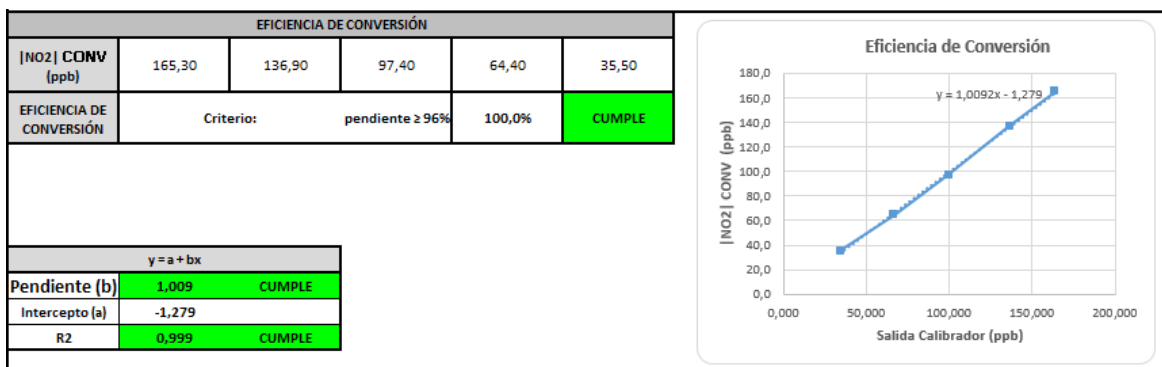 EFICIENCIA DE CONVERSIÓN
|NO2| CONV (ppb) 165,30 136,90 97,40 64,40 35,50
EFICIENCIA DE CONVERSIÓN Criterio: pendiente ≥ 96% 100,0% CUMPLE
y = a + bx
Pendiente (b) 1,009 CUMPLE
Intercepto (a) -1,279
R2 0,999 CUMPLE
Eficiencia de Conversión
y = 1,0092x - 1,279
|NO2| CONV (ppb)
180,0
160,0
140,0
120,0
100,0
80,0
60,0
40,0
20,0
0,0
0,000 50,000 100,000 150,000 200,000
Salida Calibrador (ppb)